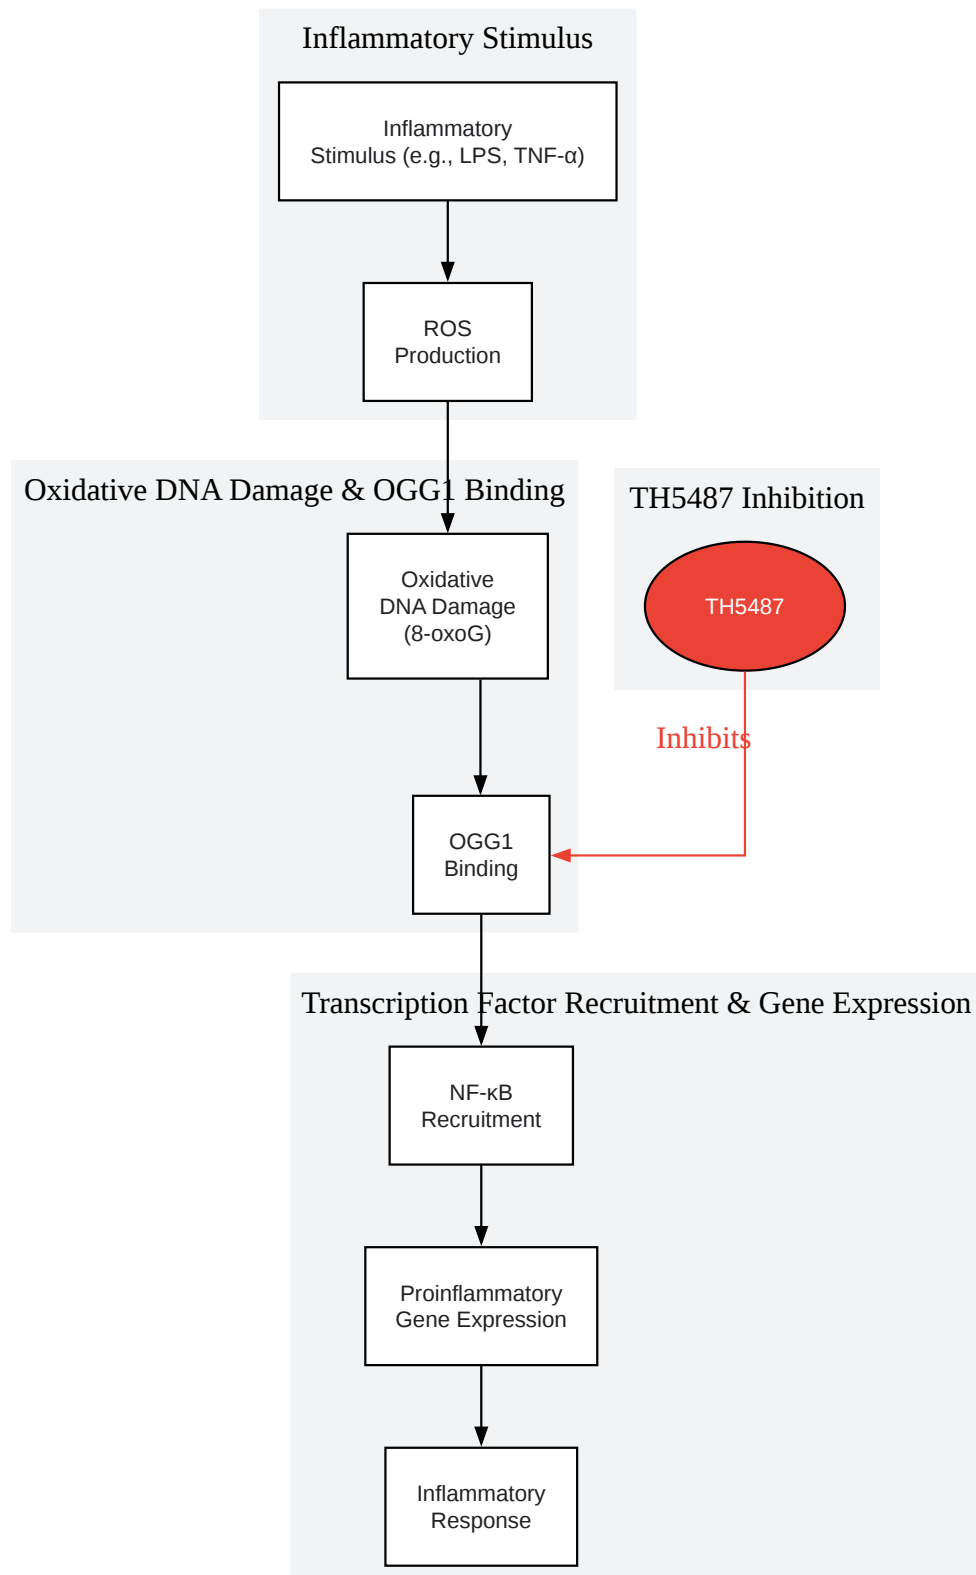 Inflammatory Stimulus
Inflammatory
Stimulus (e.g., LPS, TNF-α)
ROS
Production
Oxidative DNA Damage & OGG1 Binding
TH5487 Inhibition
Oxidative
DNA Damage
(8-oxoG)
TH5487
Inhibits
OGG1
Binding
Transcription Factor Recruitment & Gene Expression
NF-κB
Recruitment
Proinflammatory
Gene Expression
Inflammatory
Response